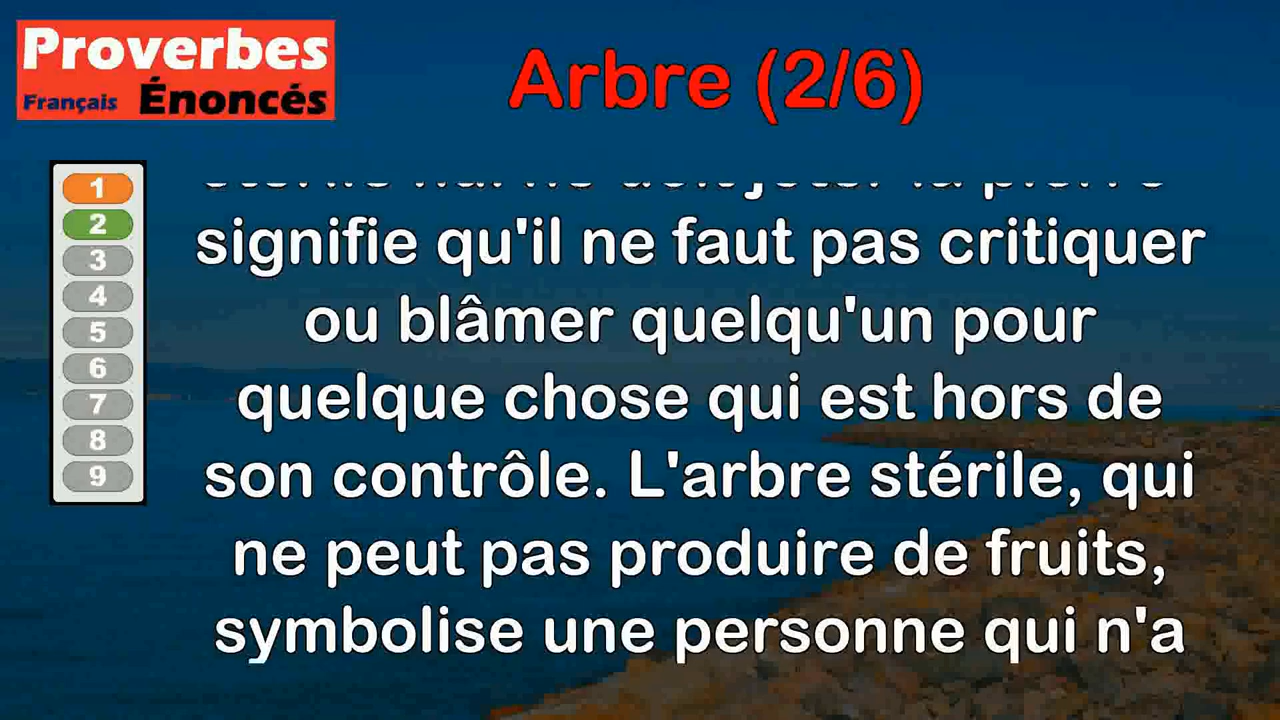 Proverbes
Français Énoncés
Arbre (2/6)
1
2
3
4
5
6
7
8
9
signifie qu'il ne faut pas critiquer
ou blâmer quelqu'un pour
quelque chose qui est hors de
son contrôle. L'arbre stérile, qui
ne peut pas produire de fruits,
symbolise une personne qui n'a